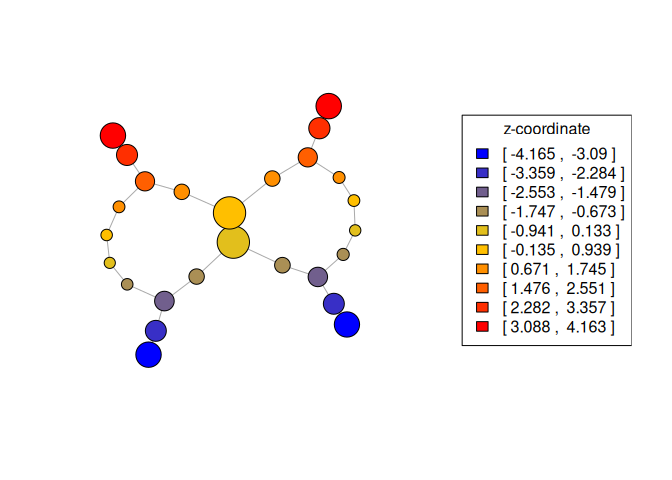 z-coordinate
[ -4.165 , -3.09 ]
[ -3.359 , -2.284 ]
[ -2.553 , -1.479 ]
[ -1.747 , -0.673 ]
[ -0.941 , 0.133 ]
[ -0.135 , 0.939 ]
[ 0.671 , 1.745 ]
[ 1.476 , 2.551 ]
[ 2.282 , 3.357 ]
[ 3.088 , 4.163 ]